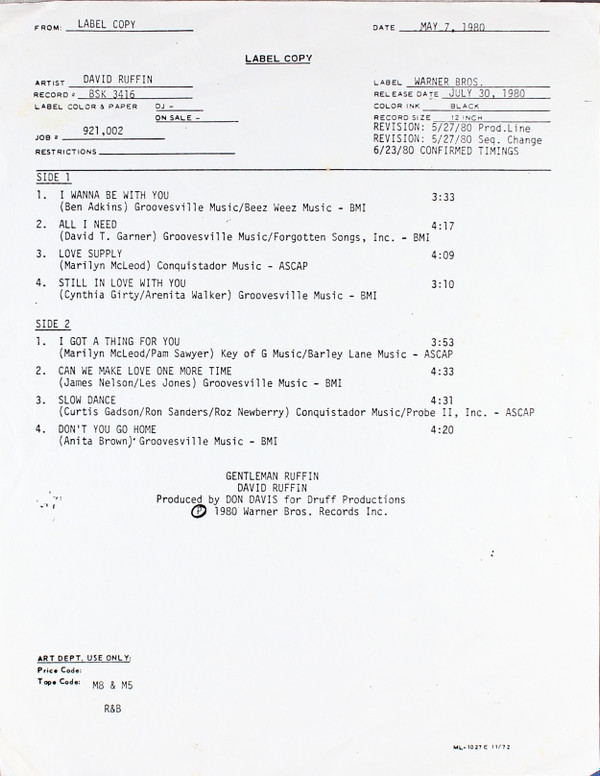 FROM: LABEL COPY DATE MAY 7, 1980
LABEL COPY
ARTIST DAVID RUFFIN LABEL WARNER BROS.
RECORD # BSK 3416 RELEASE DATE JULY 30, 1980
LABEL COLOR & PAPER DJ - COLOR INK BLACK
ON SALE - RECORD SIZE 12 INCH
JOB # 921,002 REVISION: 5/27/80 Prod.Line
REVISION: 5/27/80 Seq. Change
RESTRICTIONS 6/23/80 CONFIRMED TIMINGS
SIDE 1
1. I WANNA BE WITH YOU 3:33
(Ben Adkins) Groovesville Music/Beez Weez Music - BMI
2. ALL I NEED 4:17
(David T. Garner) Groovesville Music/Forgotten Songs, Inc. - BMI
3. LOVE SUPPLY 4:09
(Marilyn McLeod) Conquistador Music - ASCAP
4. STILL IN LOVE WITH YOU 3:10
(Cynthia Girty/Arenita Walker) Groovesville Music - BMI
SIDE 2
1. I GOT A THING FOR YOU 3:53
(Marilyn McLeod/Pam Sawyer) Key of G Music/Barley Lane Music - ASCAP
2. CAN WE MAKE LOVE ONE MORE TIME 4:33
(James Nelson/Les Jones) Groovesville Music - BMI
3. SLOW DANCE 4:31
(Curtis Gadson/Ron Sanders/Roz Newberry) Conquistador Music/Probe II, Inc. - ASCAP
4. DON'T YOU GO HOME 4:20
(Anita Brown) Groovesville Music - BMI
GENTLEMAN RUFFIN
DAVID RUFFIN
Produced by DON DAVIS for Druff Productions
Ⓟ 1980 Warner Bros. Records Inc.
ART DEPT. USE ONLY:
Price Code:
Tape Code: M8 & M5
R&B
ML-1027E 11/72